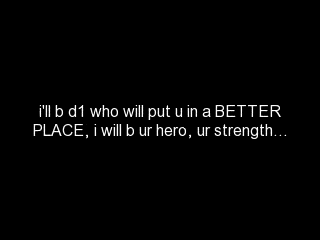 i'll b d1 who will put u in a BETTER
PLACE, i will b ur hero, ur strength...